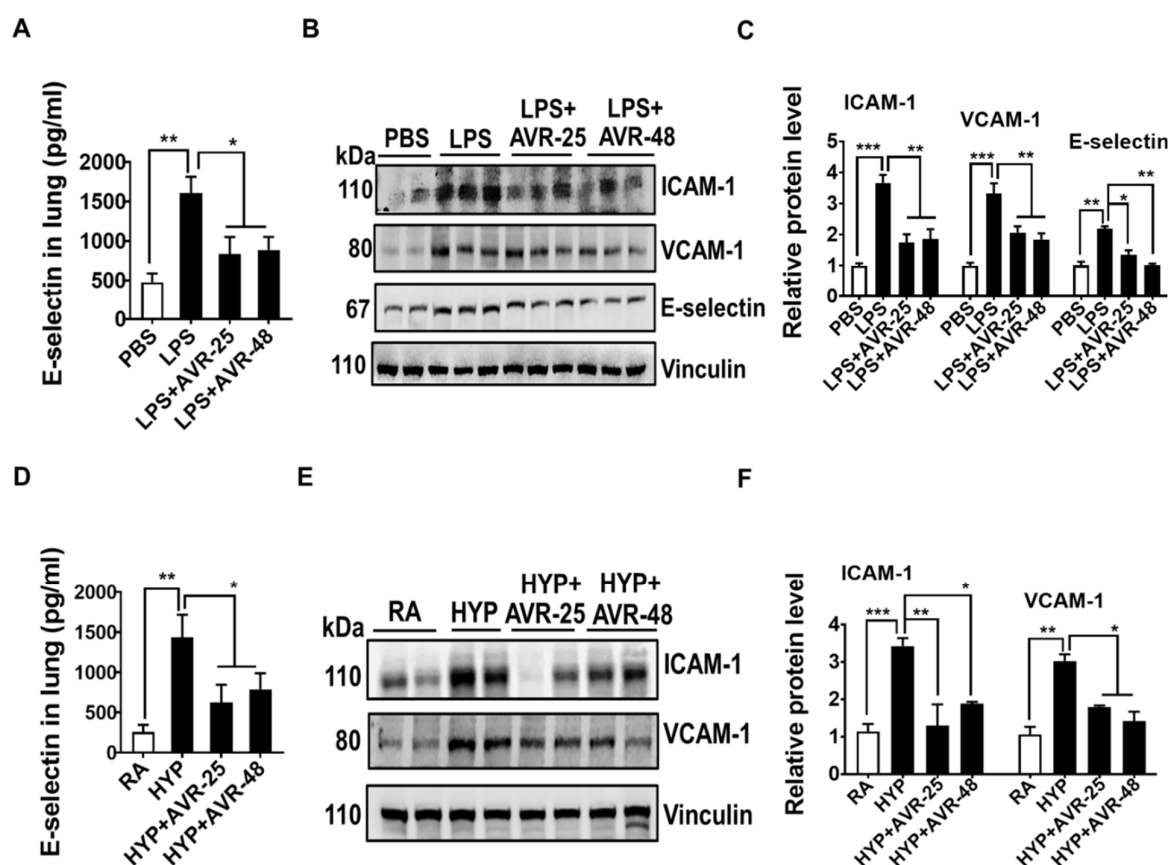 A
E-selectin in lung (pg/ml)
2000
1500
1000
500
0
**
*
PBS
LPS
LPS+AVR-25
LPS+AVR-48
B
kDa
PBS
LPS
LPS+
AVR-25
LPS+
AVR-48
110
ICAM-1
80
VCAM-1
67
E-selectin
110
Vinculin
C
Relative protein level
ICAM-1
VCAM-1
E-selectin
5
4
3
2
1
0
***
**
***
**
**
*
**
PBS
LPS
LPS+AVR-25
LPS+AVR-48
PBS
LPS
LPS+AVR-25
LPS+AVR-48
PBS
LPS
LPS+AVR-25
LPS+AVR-48
D
E-selectin in lung (pg/ml)
2000
1500
1000
500
0
**
*
RA
HYP
HYP+AVR-25
HYP+AVR-48
E
kDa
RA
HYP
HYP+
AVR-25
HYP+
AVR-48
110
ICAM-1
80
VCAM-1
110
Vinculin
F
Relative protein level
ICAM-1
VCAM-1
4
3
2
1
0
***
**
*
**
*
RA
HYP
HYP+AVR-25
HYP+AVR-48
RA
HYP
HYP+AVR-25
HYP+AVR-48